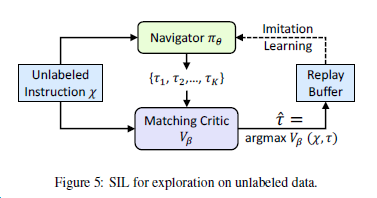 Navigator πθ
Imitation
Learning
Unlabeled
Instruction χ
{τ1, τ2,..., τK}
Replay
Buffer
Matching Critic
Vβ
τ̂ =
argmax Vβ (χ, τ)
Figure 5: SIL for exploration on unlabeled data.